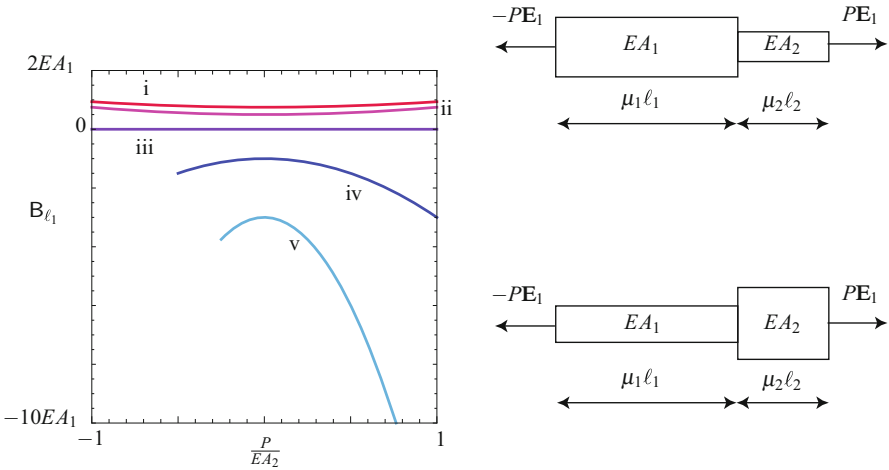 2EA₁
i
ii
0
iii
iv
B_ℓ₁
v
−10EA₁
−1
P/EA₂
1
−PE₁
PE₁
EA₁
EA₂
μ₁ℓ₁
μ₂ℓ₂
−PE₁
PE₁
EA₁
EA₂
μ₁ℓ₁
μ₂ℓ₂